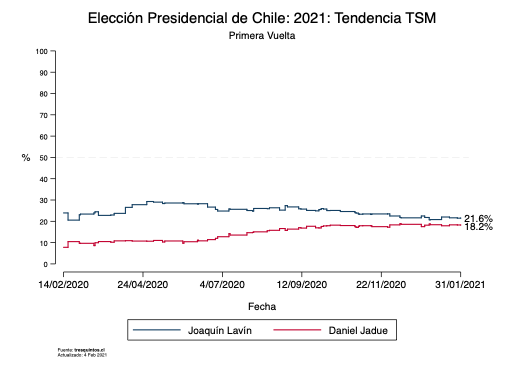 Elección Presidencial de Chile: 2021: Tendencia TSM
Primera Vuelta
100
90
80
70
60
50
40
30
20
10
0
%
21.6%
18.2%
14/02/2020 24/04/2020 4/07/2020 12/09/2020 22/11/2020 31/01/2021
Fecha
Joaquín Lavín Daniel Jadue
Fuente: tresquintos.cl
Actualizado: 4 Feb 2021